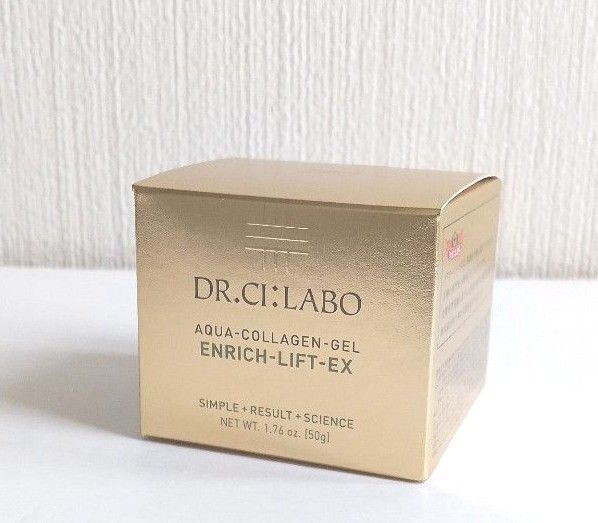 DR.CI:LABO
AQUA-COLLAGEN-GEL
ENRICH-LIFT-EX
SIMPLE + RESULT + SCIENCE
NET WT. 1.76 oz. [50g]